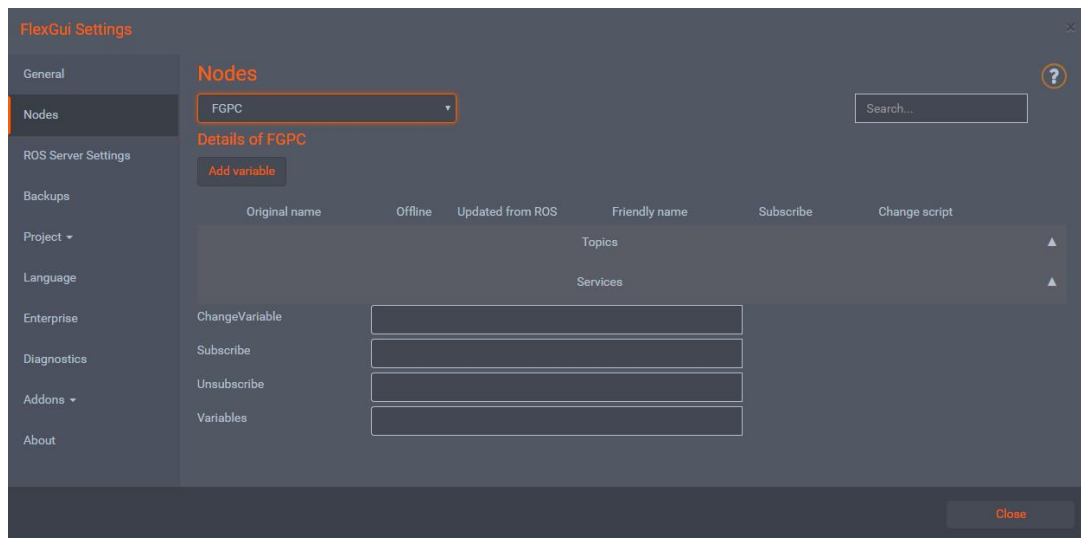 FlexGui Settings
×
General
Nodes
ROS Server Settings
Backups
Project
Language
Enterprise
Diagnostics
Addons
About
Nodes
?
FGPC
Search...
Details of FGPC
Add variable
Original name Offline Updated from ROS Friendly name Subscribe Change script
Topics
Services
ChangeVariable
Subscribe
Unsubscribe
Variables
Close